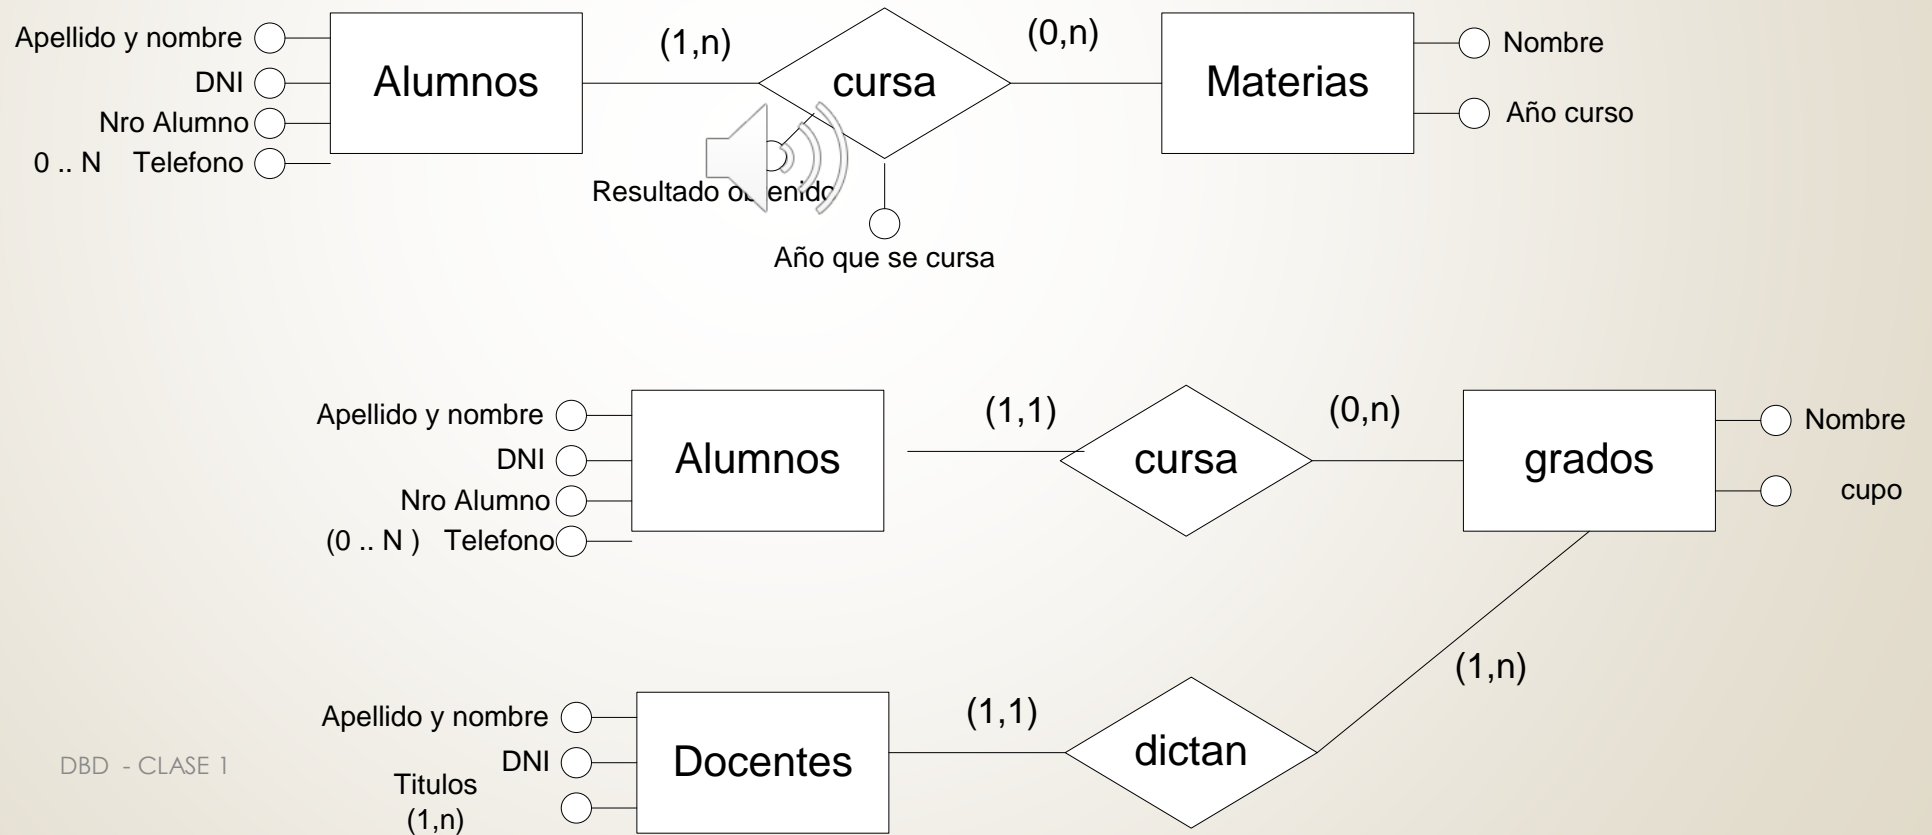 Apellido y nombre
DNI
Nro Alumno
0 .. N Telefono
Alumnos
(1,n)
cursa
(0,n)
Materias
Nombre
Año curso
Resultado obtenido
Año que se cursa
Apellido y nombre
DNI
Nro Alumno
(0 .. N ) Telefono
Alumnos
(1,1)
cursa
(0,n)
grados
Nombre
cupo
(1,n)
Apellido y nombre
DNI
Titulos
(1,n)
Docentes
(1,1)
dictan
DBD - CLASE 1